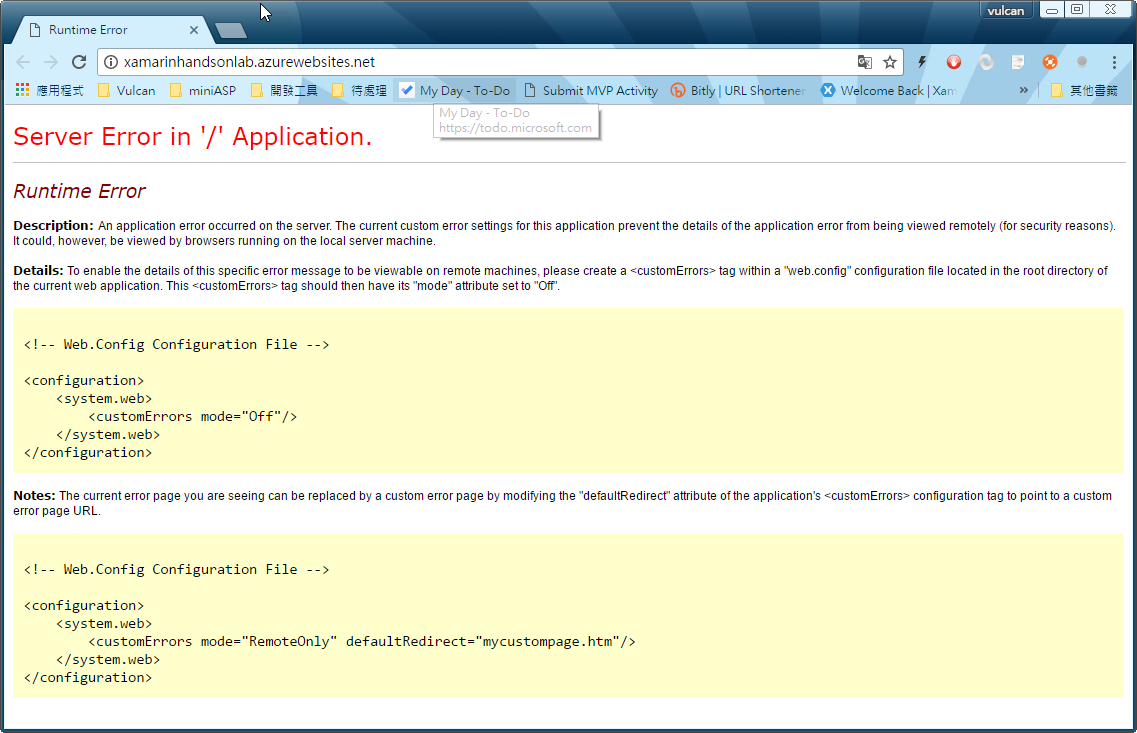 vulcan
Runtime Error
xamarinhandsonlab.azurewebsites.net
應用程式 Vulcan miniASP 開發工具 待處理 My Day - To-Do Submit MVP Activity Bitly | URL Shortener Welcome Back | Xam » 其他書籤
My Day - To-Do
https://todo.microsoft.com
Server Error in '/' Application.
Runtime Error
Description: An application error occurred on the server. The current custom error settings for this application prevent the details of the application error from being viewed remotely (for security reasons).
It could, however, be viewed by browsers running on the local server machine.
Details: To enable the details of this specific error message to be viewable on remote machines, please create a <customErrors> tag within a "web.config" configuration file located in the root directory of
the current web application. This <customErrors> tag should then have its "mode" attribute set to "Off".
<!-- Web.Config Configuration File -->
<configuration>
    <system.web>
        <customErrors mode="Off"/>
    </system.web>
</configuration>
Notes: The current error page you are seeing can be replaced by a custom error page by modifying the "defaultRedirect" attribute of the application's <customErrors> configuration tag to point to a custom
error page URL.
<!-- Web.Config Configuration File -->
<configuration>
    <system.web>
        <customErrors mode="RemoteOnly" defaultRedirect="mycustompage.htm"/>
    </system.web>
</configuration>